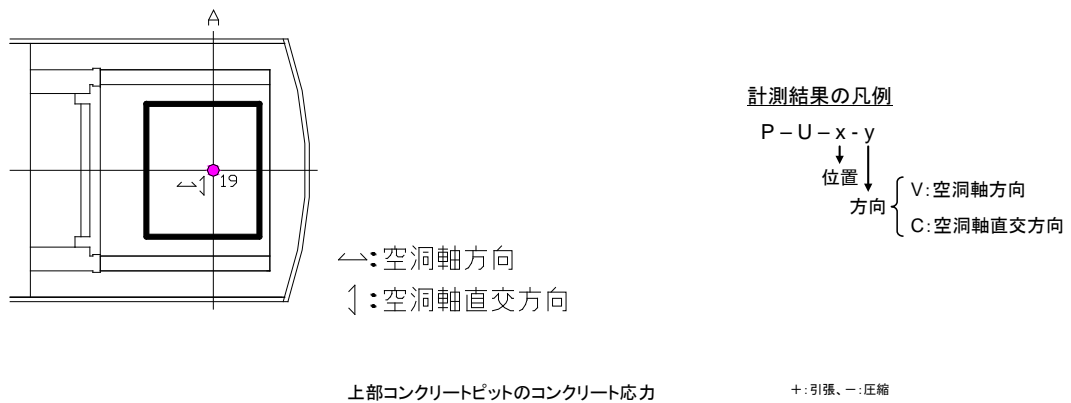 A
19
計測結果の凡例
P – U – x - y
位置
方向
V:空洞軸方向
C:空洞軸直交方向
:空洞軸方向
:空洞軸直交方向
上部コンクリートピットのコンクリート応力
＋:引張、－:圧縮